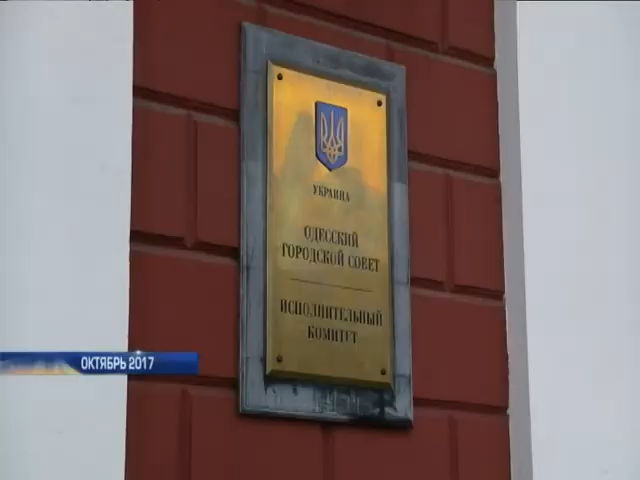 УКРАИНА
ОДЕССКИЙ
ГОРОДСКОЙ СОВЕТ
ИСПОЛНИТЕЛЬНЫЙ
КОМИТЕТ
ОКТЯБРЬ 2017